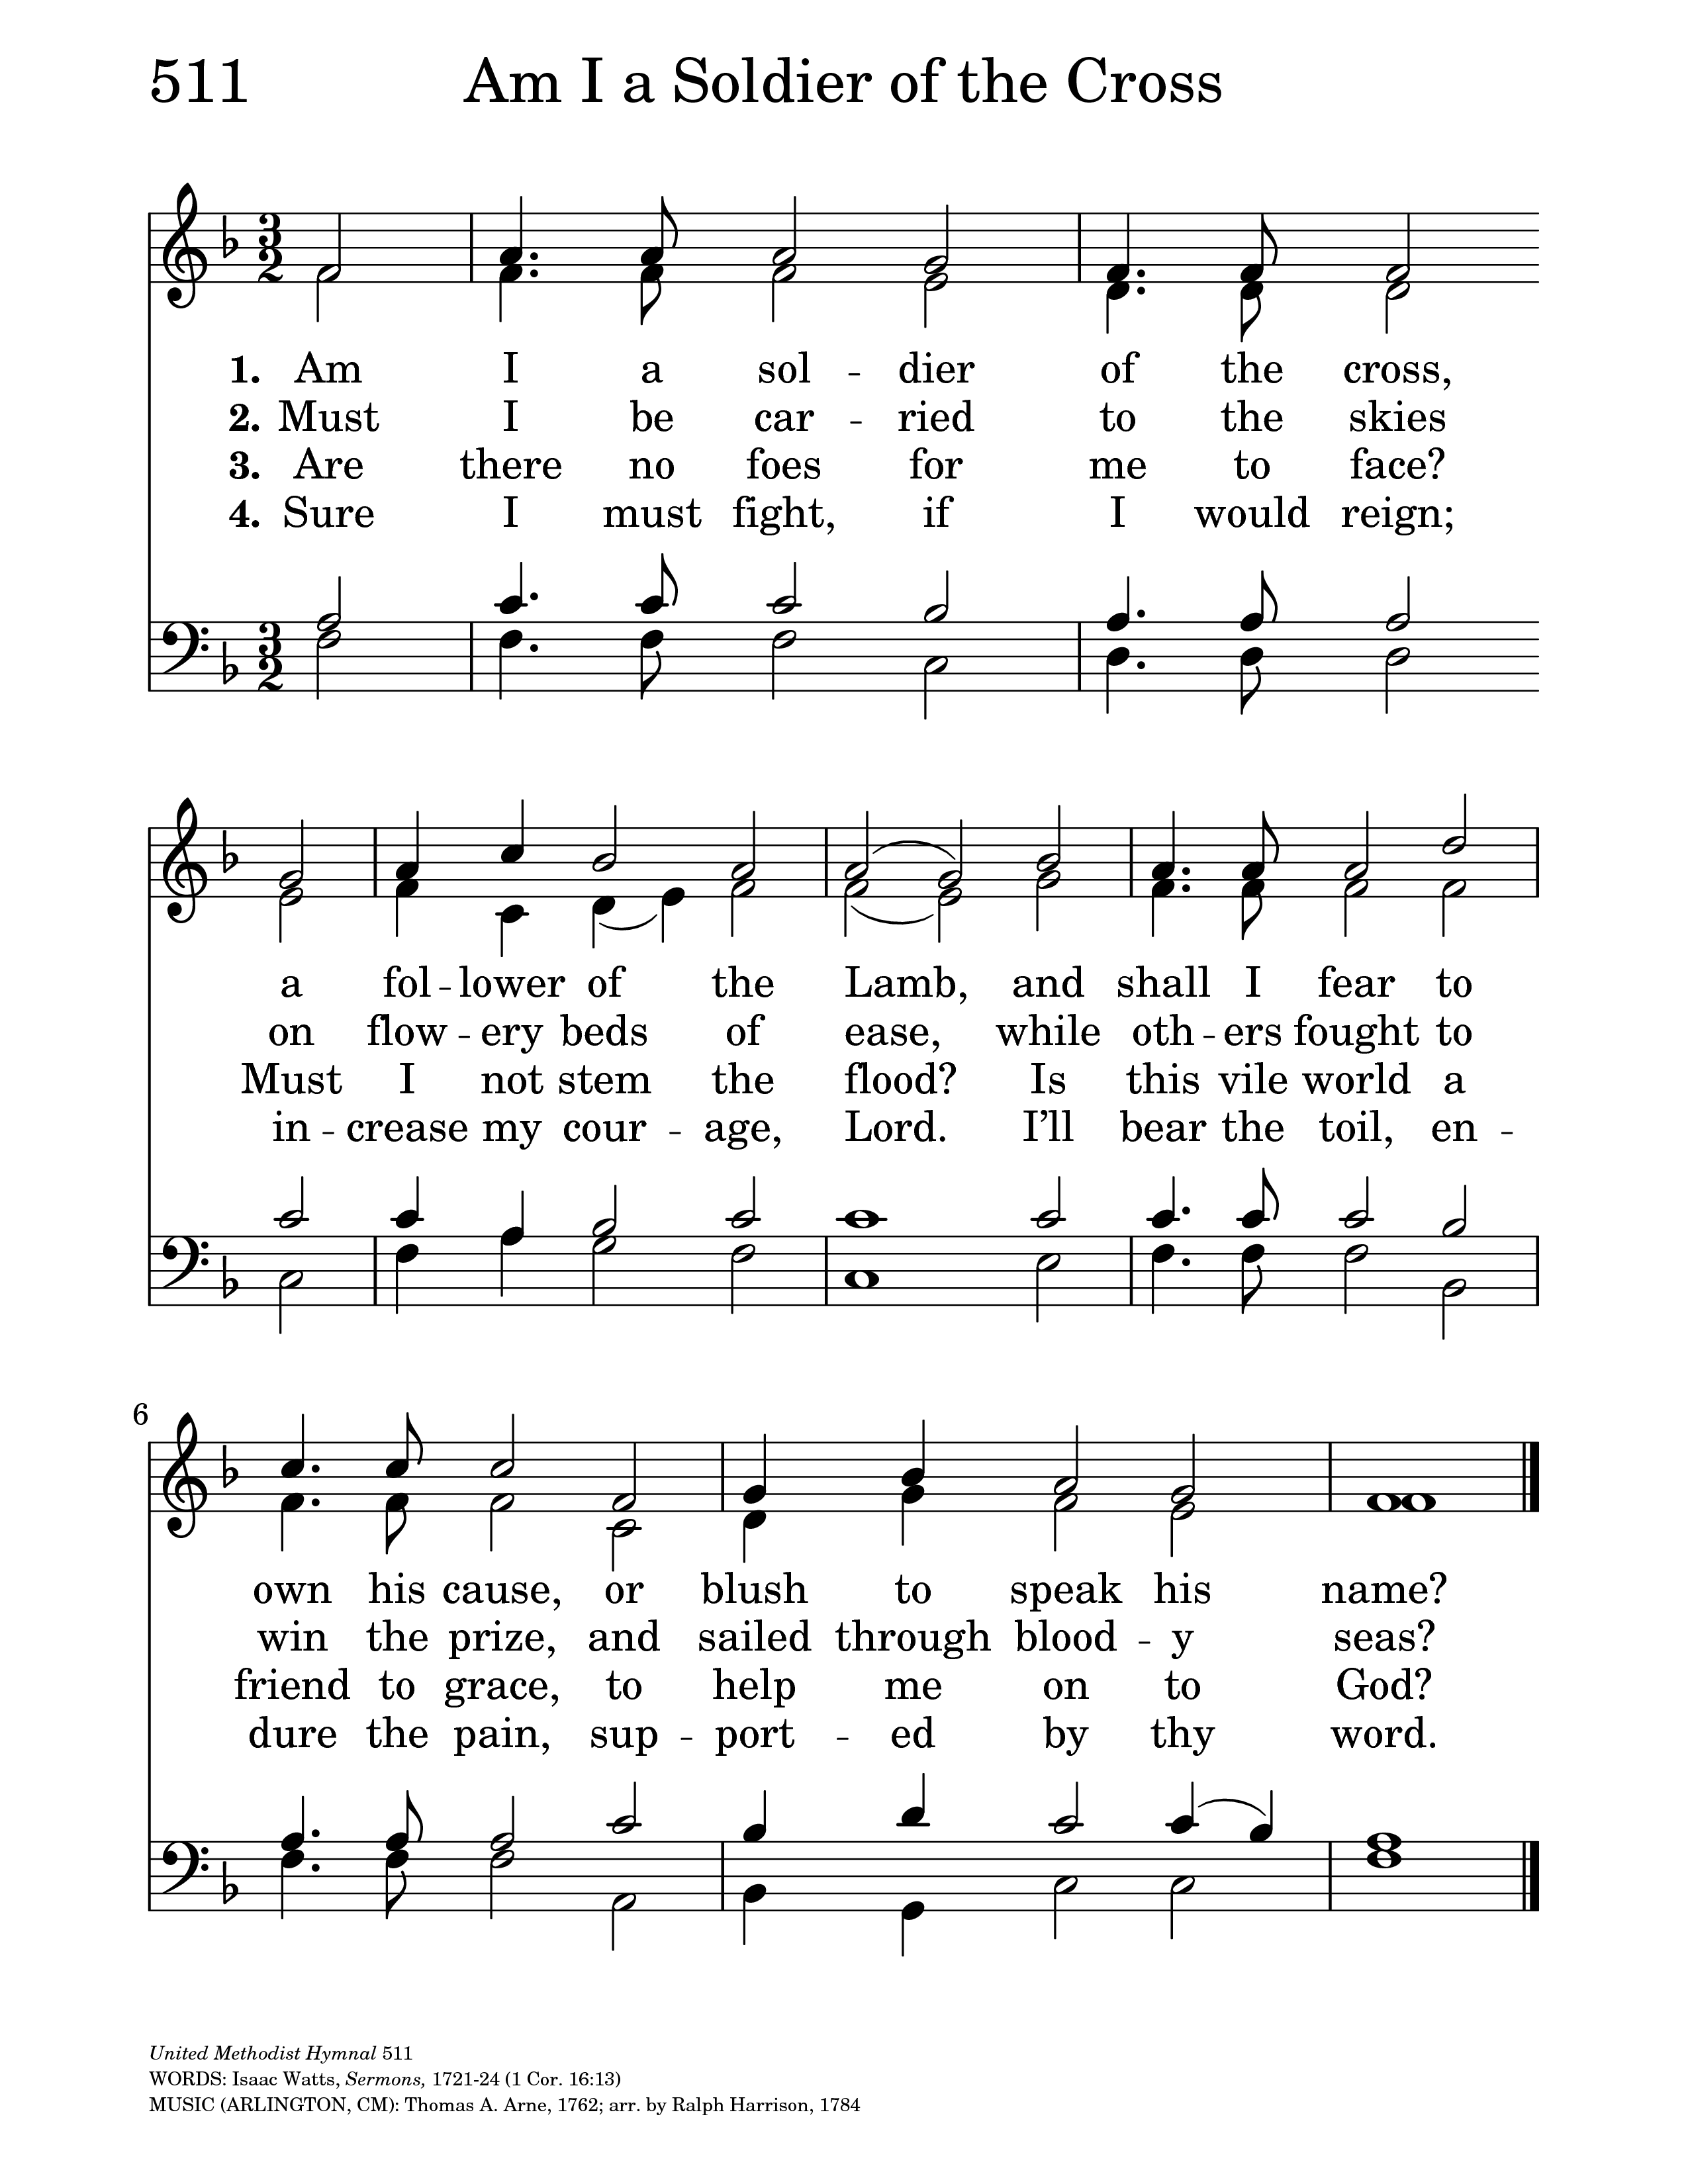 511 Am I a Soldier of the Cross
1. Am I a sol - dier of the cross,
2. Must I be car - ried to the skies
3. Are there no foes for me to face?
4. Sure I must fight, if I would reign;
a fol - lower of the Lamb, and shall I fear to
on flow - ery beds of ease, while oth - ers fought to
Must I not stem the flood? Is this vile world a
in - crease my cour - age, Lord. I’ll bear the toil, en -
6
own his cause, or blush to speak his name?
win the prize, and sailed through blood - y seas?
friend to grace, to help me on to God?
dure the pain, sup - port - ed by thy word.
United Methodist Hymnal 511
WORDS: Isaac Watts, Sermons, 1721-24 (1 Cor. 16:13)
MUSIC (ARLINGTON, CM): Thomas A. Arne, 1762; arr. by Ralph Harrison, 1784